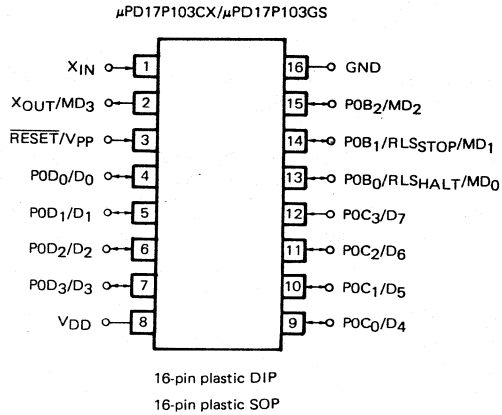 μPD17P103CX/μPD17P103GS
XIN 1
XOUT/MD3 2
RESET/VPP 3
P0D0/D0 4
P0D1/D1 5
P0D2/D2 6
P0D3/D3 7
VDD 8
16 GND
15 P0B2/MD2
14 P0B1/RLSSTOP/MD1
13 P0B0/RLSHALT/MD0
12 P0C3/D7
11 P0C2/D6
10 P0C1/D5
9 P0C0/D4
16-pin plastic DIP
16-pin plastic SOP